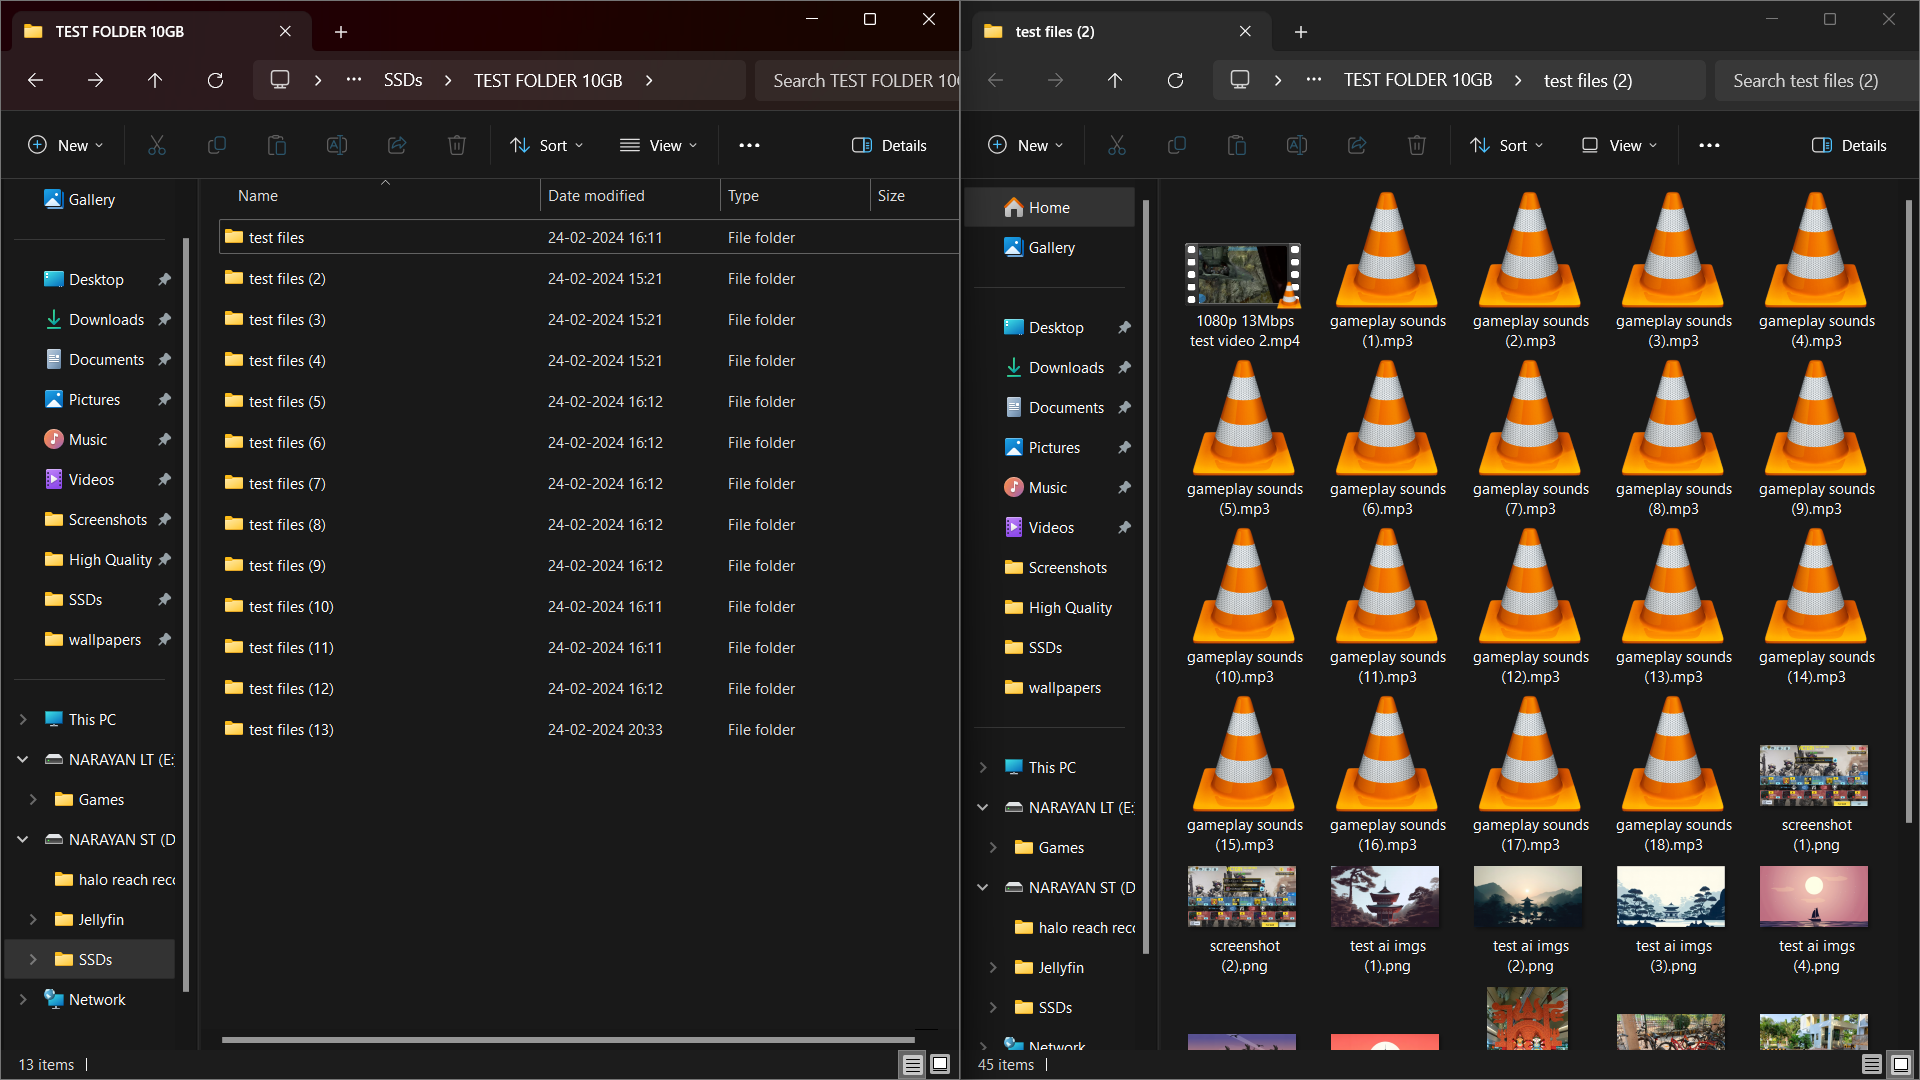 TEST FOLDER 10GB
SSDs
TEST FOLDER 10GB
Search TEST FOLDER 10
New
Sort
View
Details
Gallery
Desktop
Downloads
Documents
Pictures
Music
Videos
Screenshots
High Quality
SSDs
wallpapers
This PC
NARAYAN LT (E:
Games
NARAYAN ST (D
halo reach reco
Jellyfin
SSDs
Network
Name Date modified Type Size
test files 24-02-2024 16:11 File folder
test files (2) 24-02-2024 15:21 File folder
test files (3) 24-02-2024 15:21 File folder
test files (4) 24-02-2024 15:21 File folder
test files (5) 24-02-2024 16:12 File folder
test files (6) 24-02-2024 16:12 File folder
test files (7) 24-02-2024 16:12 File folder
test files (8) 24-02-2024 16:12 File folder
test files (9) 24-02-2024 16:12 File folder
test files (10) 24-02-2024 16:11 File folder
test files (11) 24-02-2024 16:11 File folder
test files (12) 24-02-2024 16:12 File folder
test files (13) 24-02-2024 20:33 File folder
13 items
test files (2)
TEST FOLDER 10GB
test files (2)
Search test files (2)
New
Sort
View
Details
Home
Gallery
Desktop
Downloads
Documents
Pictures
Music
Videos
Screenshots
High Quality
SSDs
wallpapers
This PC
NARAYAN LT (E:
Games
NARAYAN ST (D
halo reach reco
Jellyfin
SSDs
Network
1080p 13Mbps
test video 2.mp4
gameplay sounds
(1).mp3
gameplay sounds
(2).mp3
gameplay sounds
(3).mp3
gameplay sounds
(4).mp3
gameplay sounds
(5).mp3
gameplay sounds
(6).mp3
gameplay sounds
(7).mp3
gameplay sounds
(8).mp3
gameplay sounds
(9).mp3
gameplay sounds
(10).mp3
gameplay sounds
(11).mp3
gameplay sounds
(12).mp3
gameplay sounds
(13).mp3
gameplay sounds
(14).mp3
gameplay sounds
(15).mp3
gameplay sounds
(16).mp3
gameplay sounds
(17).mp3
gameplay sounds
(18).mp3
screenshot
(1).png
screenshot
(2).png
test ai imgs
(1).png
test ai imgs
(2).png
test ai imgs
(3).png
test ai imgs
(4).png
45 items